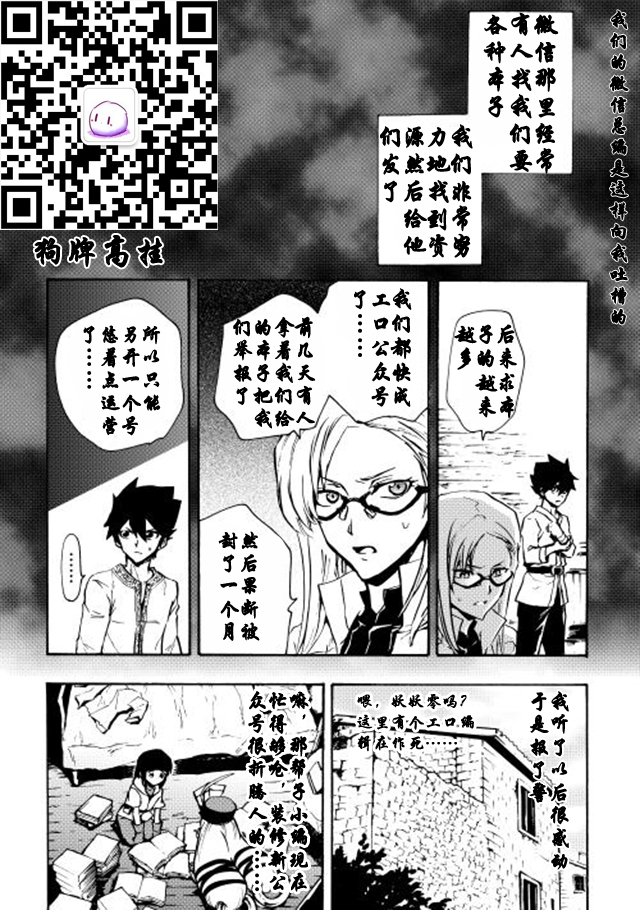 我们的微信总编是这样向我吐槽的
微信那里经常
有人找我们要
各种本子
我们非常穷
力地找到资
源然后给他
们发了
狗牌高挂
后来求本
子的越来
越多
我们都快成
工口公众号
了……
前几天有人
拿着我们给
的本子把我
们举报了
然后果断被
封了一个月
所以只能
另开一个号
悠着点运营
了……
……
我听了以后很感动
于是报了警
喂，妖妖零吗？
这里有个工口编
辑在作死……
嘛，那帮子小编现在
忙得够呛，装修新公
众号很折腾人的……